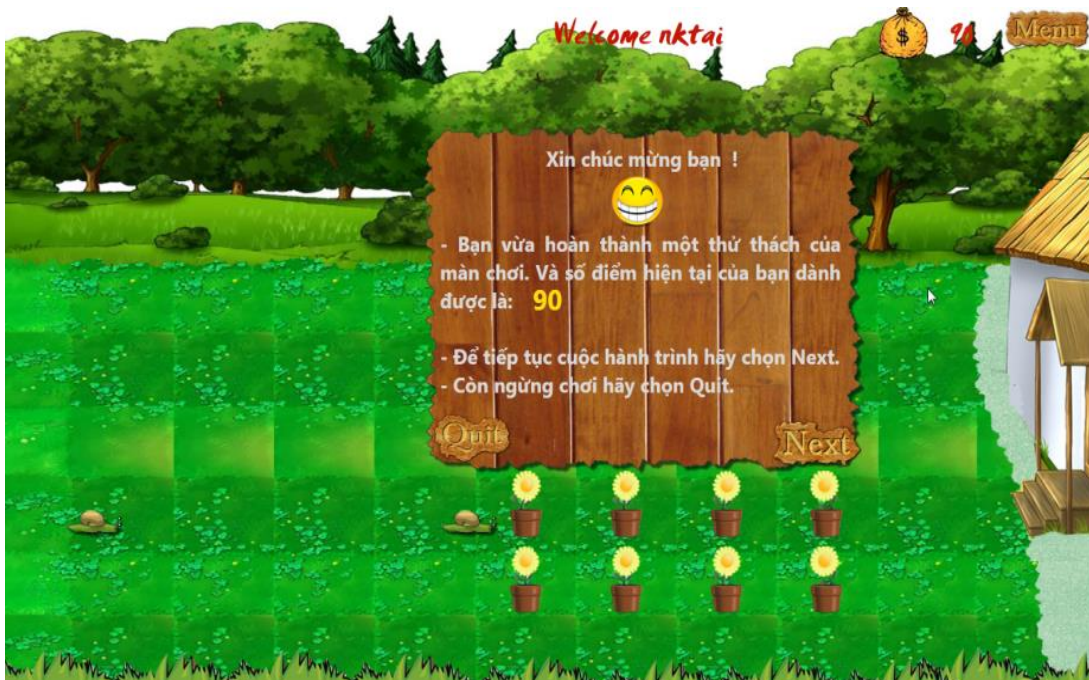 Welcome nktai
$
90
Menu
Xin chúc mừng bạn !
- Bạn vừa hoàn thành một thử thách của
màn chơi. Và số điểm hiện tại của bạn dành
được là: 90
- Để tiếp tục cuộc hành trình hãy chọn Next.
- Còn ngừng chơi hãy chọn Quit.
Quit
Next